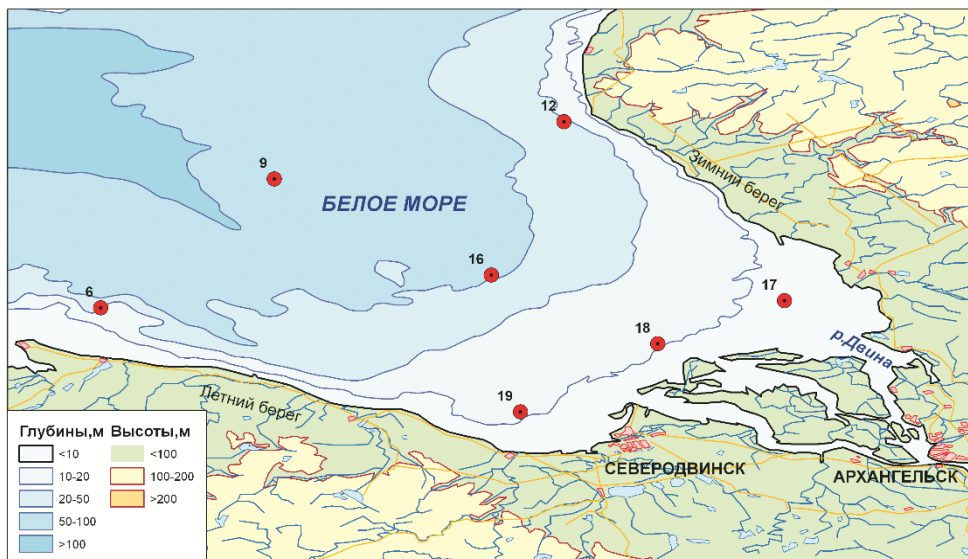 12
Зимний берег
9
БЕЛОЕ МОРЕ
16
6
17
18
р.Двина
Летний берег
19
Глубины,м
<10
10-20
20-50
50-100
>100
Высоты,м
<100
100-200
>200
СЕВЕРОДВИНСК
АРХАНГЕЛЬСК